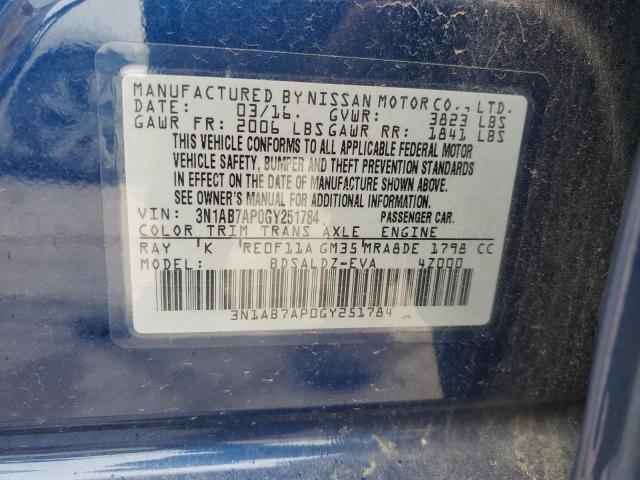 MANUFACTURED BY NISSAN MOTOR CO., LTD.
DATE: 03/16. GVWR: 3823 LBS
GAWR FR: 2006 LBS GAWR RR: 1841 LBS
THIS VEHICLE CONFORMS TO ALL APPLICABLE FEDERAL MOTOR
VEHICLE SAFETY, BUMPER AND THEFT PREVENTION STANDARDS
IN EFFECT ON THE DATE OF MANUFACTURE SHOWN ABOVE.
SEE OWNER'S MANUAL FOR ADDITIONAL INFORMATION.
VIN: 3N1AB7AP0GY251784 PASSENGER CAR.
COLOR TRIM TRANS AXLE ENGINE
RAY K RE0F11A GM35 MRA8DE 1798 CC
MODEL: BDSALDZ-EVA 4Z000
3N1AB7AP0GY251784